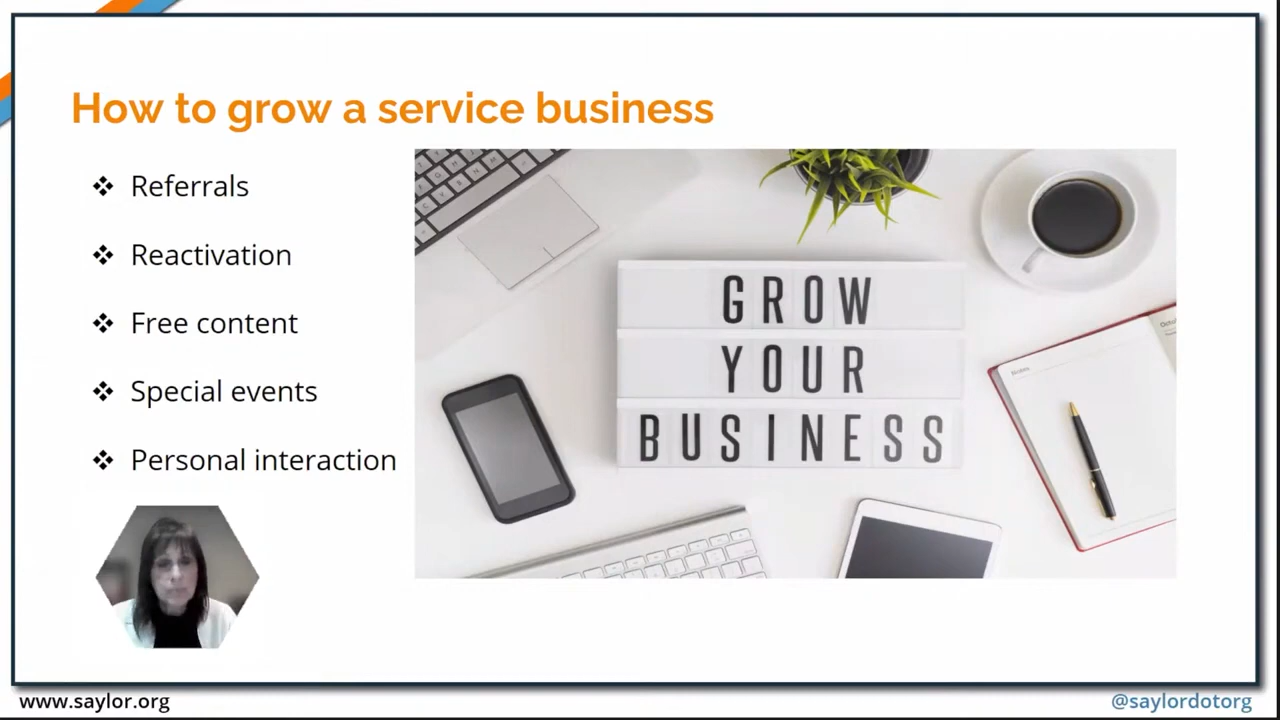 How to grow a service business
❖ Referrals
❖ Reactivation
❖ Free content
❖ Special events
❖ Personal interaction
GROW
YOUR
BUSINESS
Notes
www.saylor.org
@saylordotorg